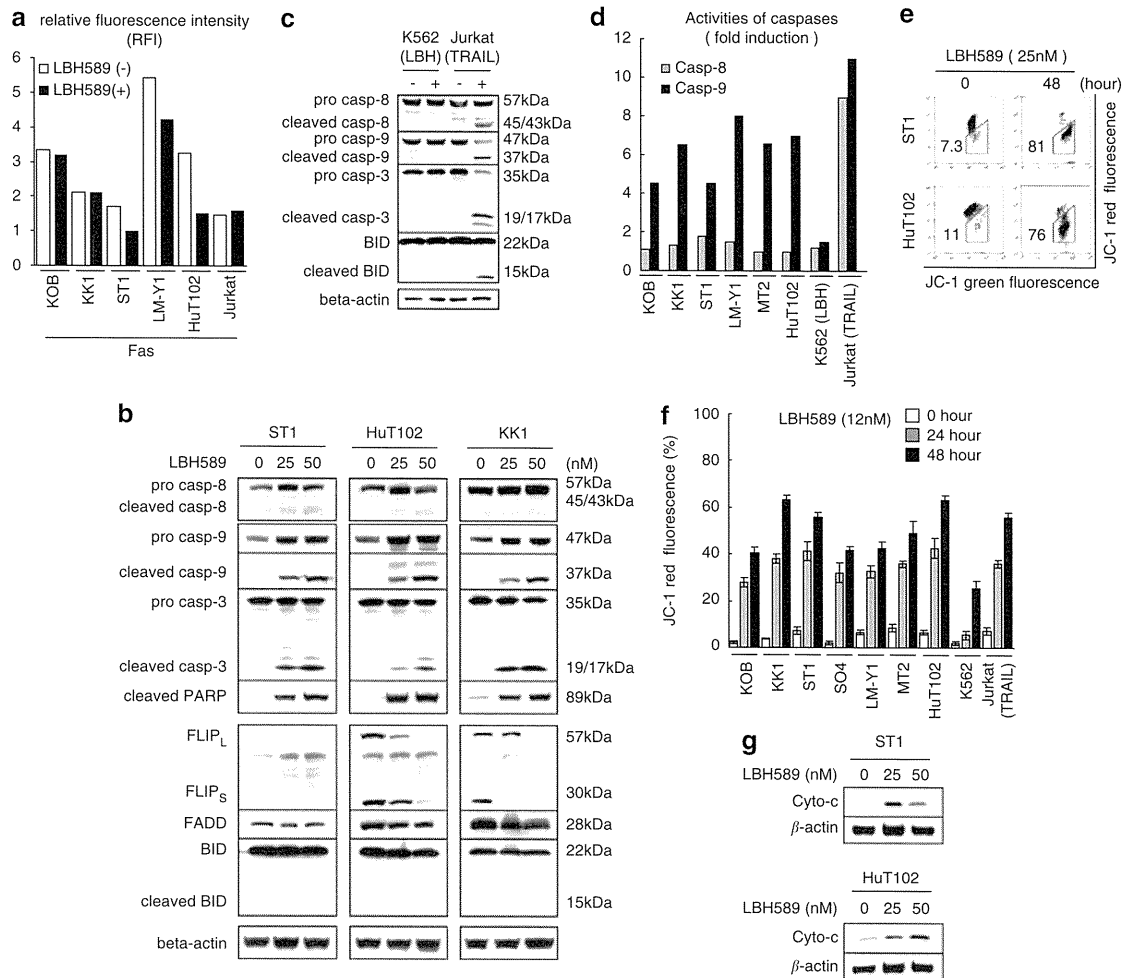 a
relative fluorescence intensity
(RFI)
6
5
4
3
2
1
0
LBH589 (-)
LBH589(+)
KOB
KK1
ST1
LM-Y1
HuT102
Jurkat
Fas
c
K562 Jurkat
(LBH) (TRAIL)
- + - +
pro casp-8 57kDa
cleaved casp-8 45/43kDa
pro casp-9 47kDa
cleaved casp-9 37kDa
pro casp-3 35kDa
cleaved casp-3 19/17kDa
BID 22kDa
cleaved BID 15kDa
beta-actin
d
Activities of caspases
( fold induction )
12
10
8
6
4
2
0
Casp-8
Casp-9
KOB
KK1
ST1
LM-Y1
MT2
HuT102
K562 (LBH)
Jurkat (TRAIL)
e
LBH589 ( 25nM )
0 48 (hour)
ST1
7.3
81
HuT102
11
76
JC-1 red fluorescence
JC-1 green fluorescence
b
ST1 HuT102 KK1
LBH589 0 25 50 0 25 50 0 25 50 (nM)
pro casp-8 57kDa
cleaved casp-8 45/43kDa
pro casp-9 47kDa
cleaved casp-9 37kDa
pro casp-3 35kDa
cleaved casp-3 19/17kDa
cleaved PARP 89kDa
FLIPL 57kDa
FLIPS 30kDa
FADD 28kDa
BID 22kDa
cleaved BID 15kDa
beta-actin
f
JC-1 red fluorescence (%)
100
80
60
40
20
0
LBH589 (12nM)
0 hour
24 hour
48 hour
KOB
KK1
ST1
SO4
LM-Y1
MT2
HuT102
K562
Jurkat
(TRAIL)
g
ST1
LBH589 (nM) 0 25 50
Cyto-c
β-actin
HuT102
LBH589 (nM) 0 25 50
Cyto-c
β-actin